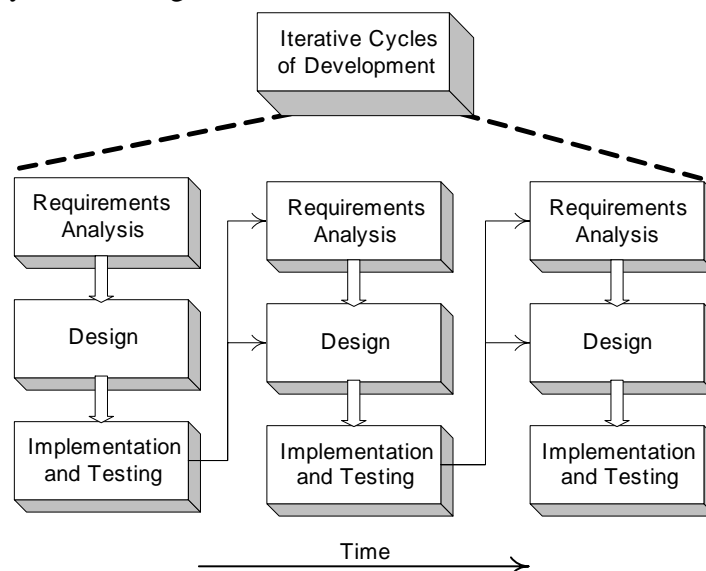 Iterative Cycles
of Development
Requirements
Analysis
Requirements
Analysis
Requirements
Analysis
Design
Design
Design
Implementation
and Testing
Implementation
and Testing
Implementation
and Testing
Time